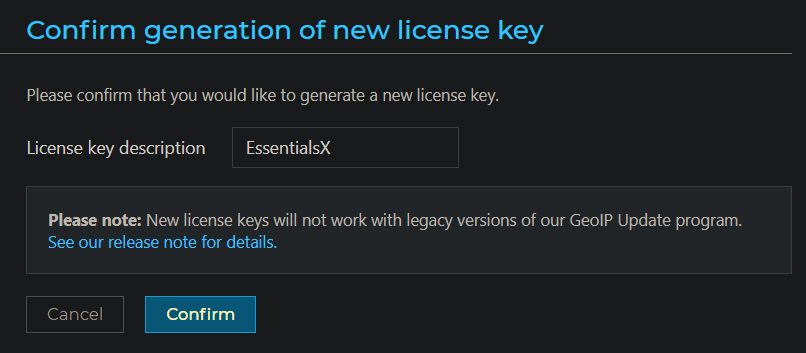 Confirm generation of new license key
Please confirm that you would like to generate a new license key.
License key description
EssentialsX
Please note: New license keys will not work with legacy versions of our GeoIP Update program.
See our release note for details.
Cancel
Confirm